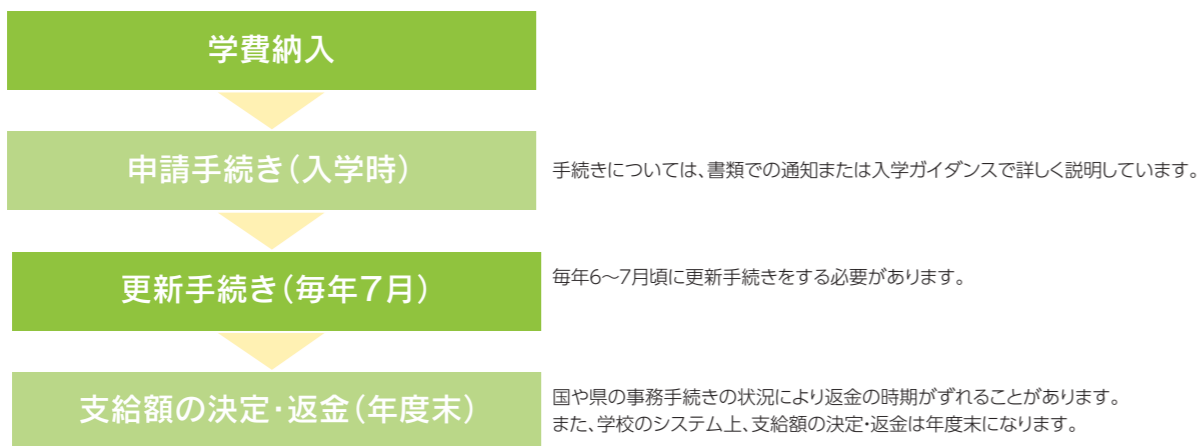 学費納入
申請手続き（入学時）
手続きについては、書類での通知または入学ガイダンスで詳しく説明しています。
更新手続き（毎年7月）
毎年6〜7月頃に更新手続きをする必要があります。
支給額の決定・返金（年度末）
国や県の事務手続きの状況により返金の時期がずれることがあります。
また、学校のシステム上、支給額の決定・返金は年度末になります。